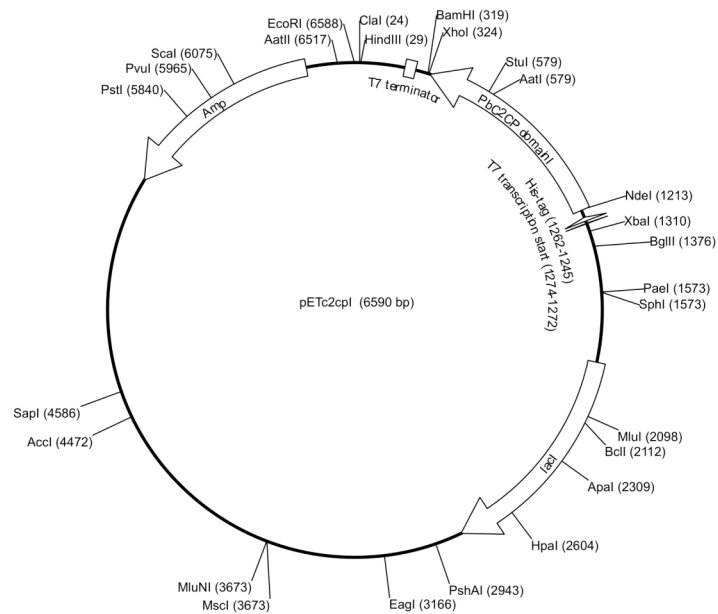 EcoRI (6588)
ClaI (24)
BamHI (319)
AatII (6517)
HindIII (29)
XhoI (324)
ScaI (6075)
PvuI (5965)
PstI (5840)
Amp
T7 terminator
StuI (579)
AatI (579)
PbC2CP domainI
NdeI (1213)
XbaI (1310)
BglII (1376)
His-tag (1262-1245)
T7 transcription start (1274-1272)
PaeI (1573)
SphI (1573)
pETc2cpI (6590 bp)
SapI (4586)
AccI (4472)
MluI (2098)
BclI (2112)
lacI
ApaI (2309)
HpaI (2604)
PshAI (2943)
EagI (3166)
MluNI (3673)
MscI (3673)